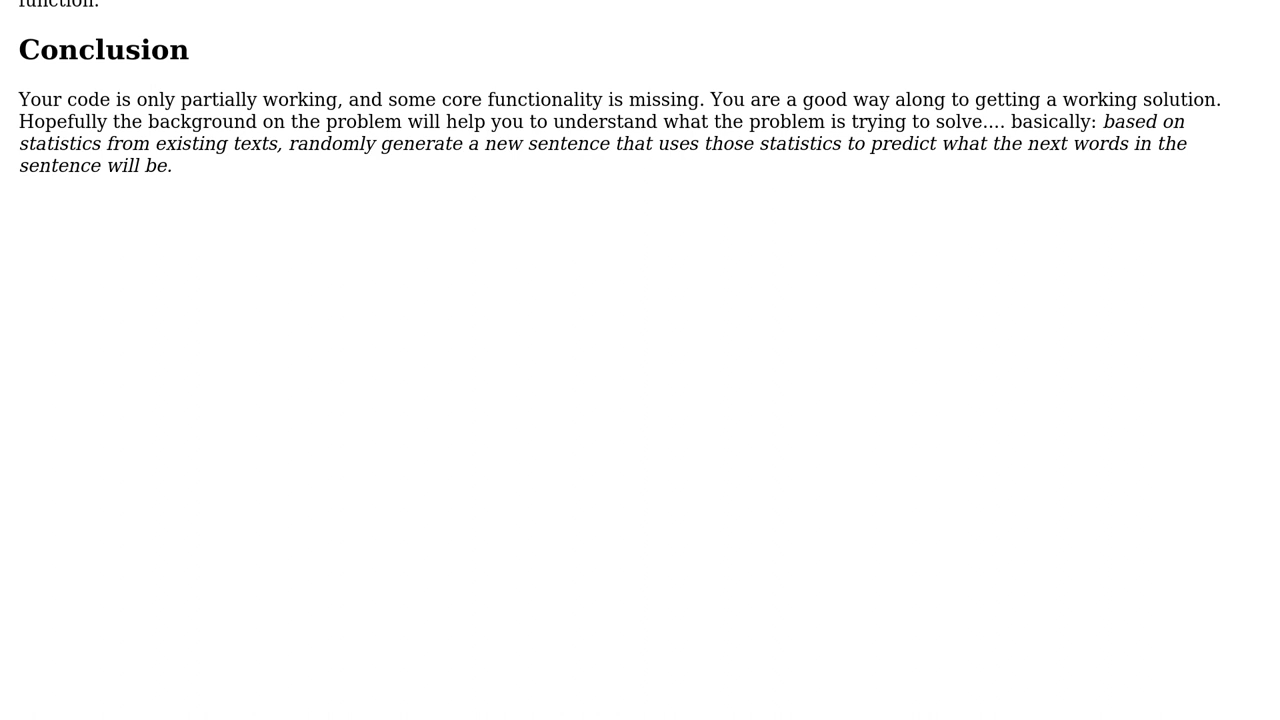 function.
Conclusion
Your code is only partially working, and some core functionality is missing. You are a good way along to getting a working solution.
Hopefully the background on the problem will help you to understand what the problem is trying to solve.... basically: based on
statistics from existing texts, randomly generate a new sentence that uses those statistics to predict what the next words in the
sentence will be.